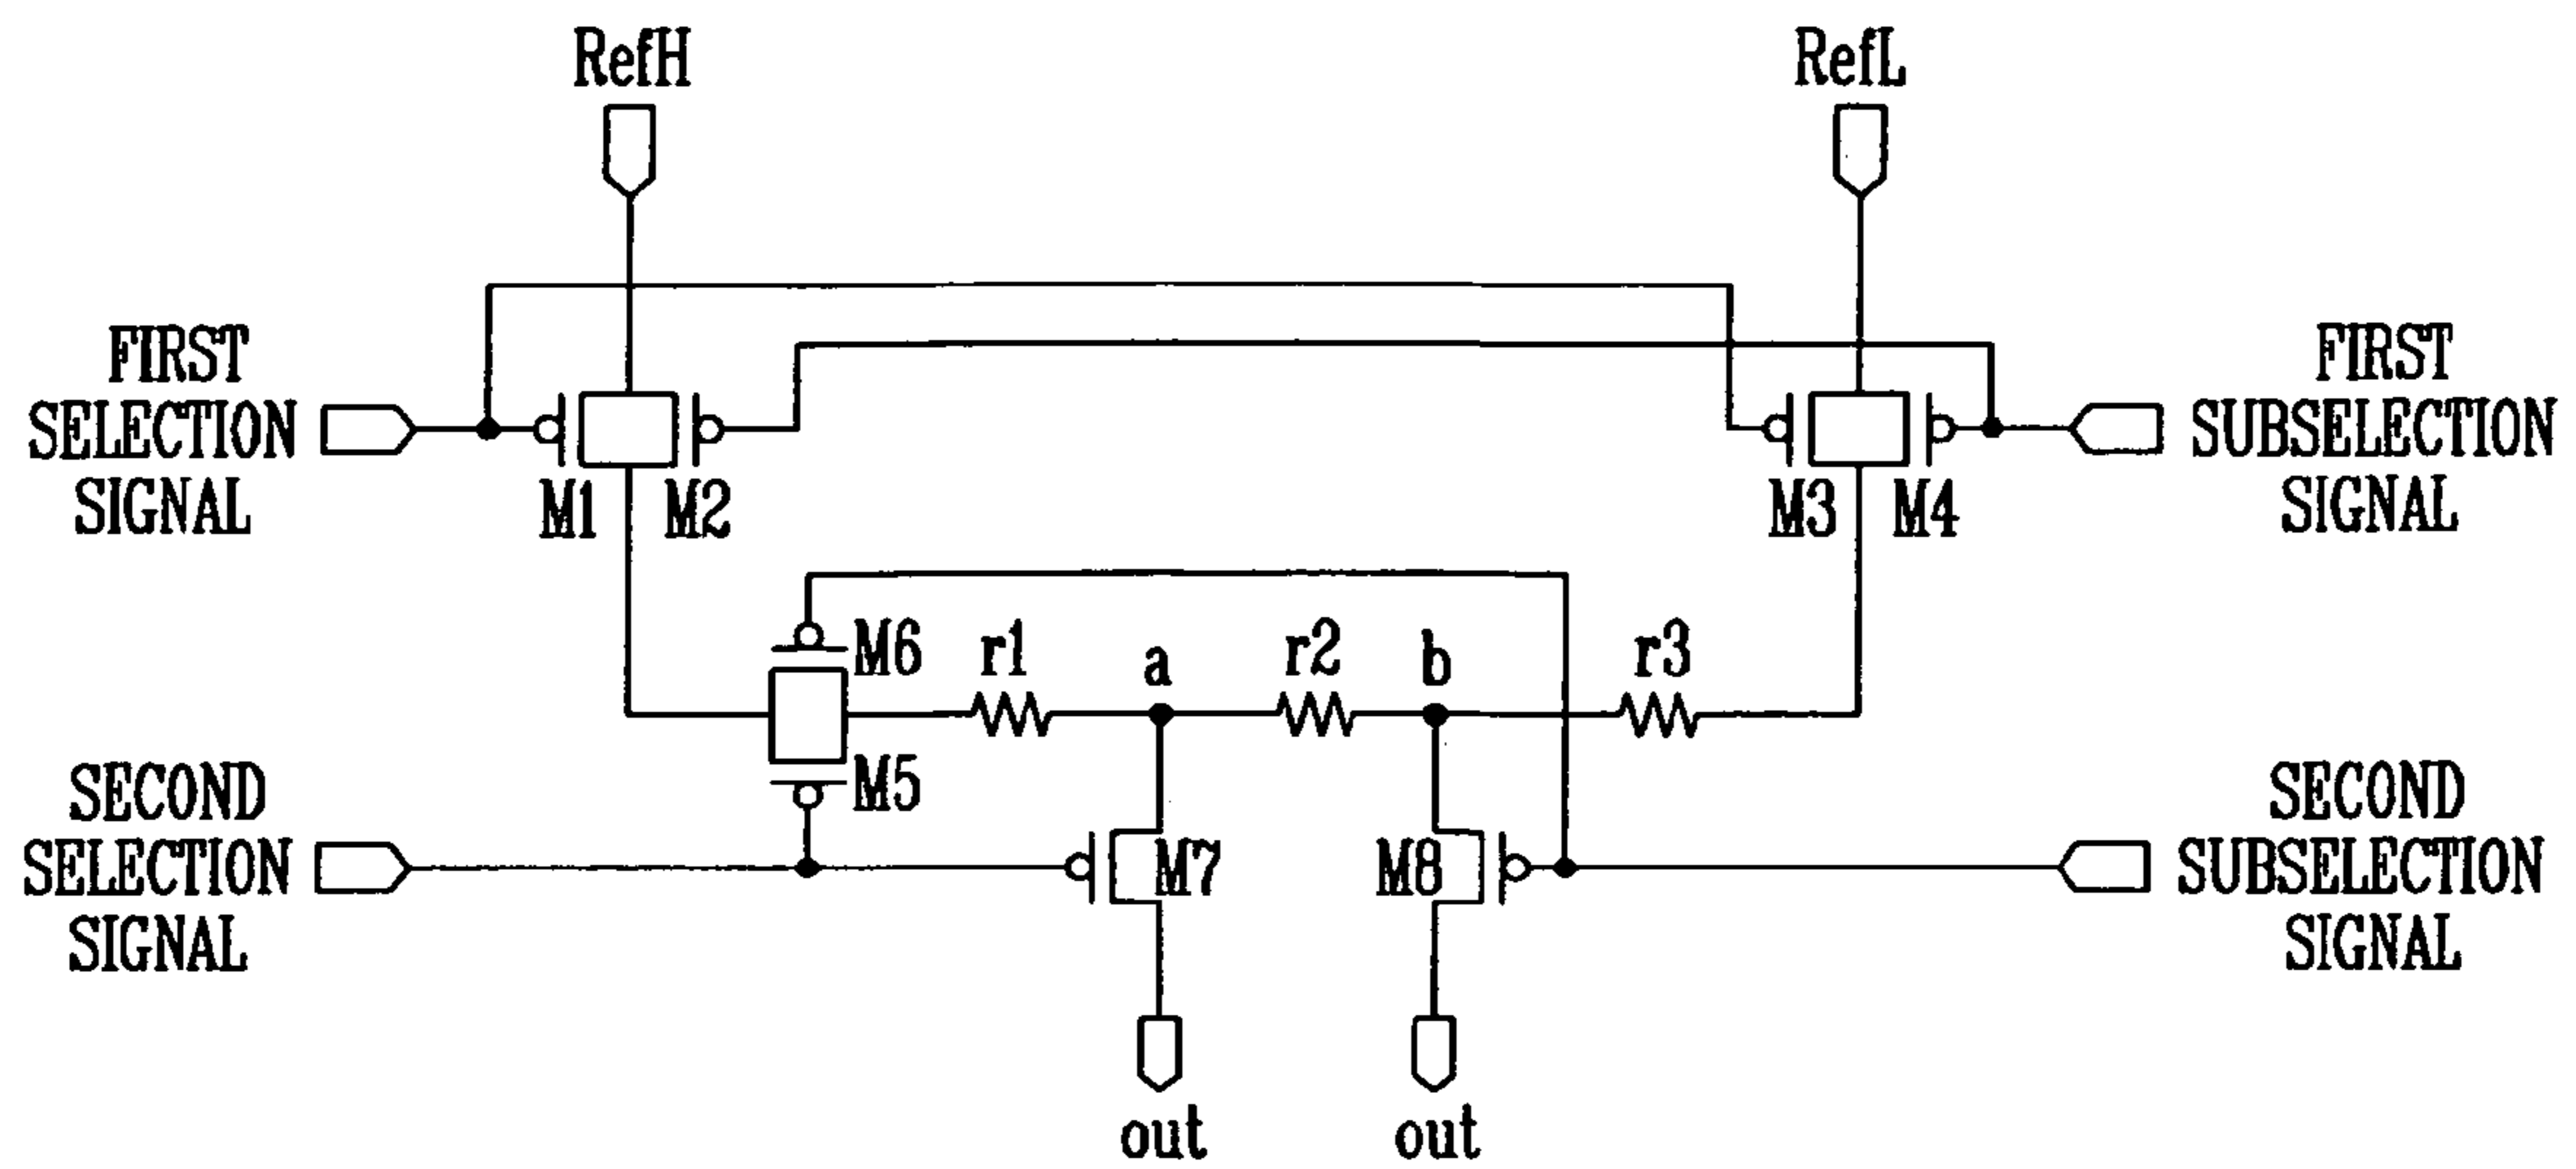 RefH
RefL
FIRST
SELECTION
SIGNAL
FIRST
SUBSELECTION
SIGNAL
M1
M2
M3
M4
M6
r1
a
r2
b
r3
M5
SECOND
SELECTION
SIGNAL
M7
M8
SECOND
SUBSELECTION
SIGNAL
out
out